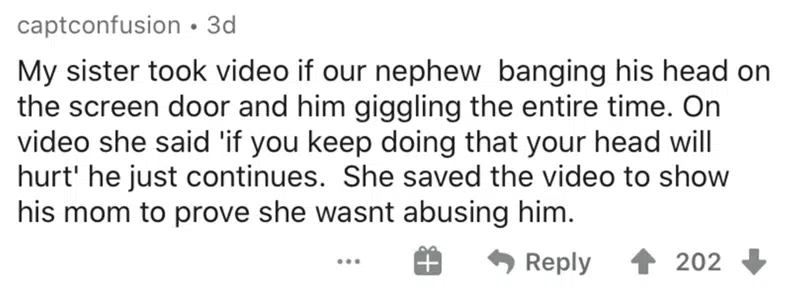 captconfusion • 3d
My sister took video if our nephew  banging his head on
the screen door and him giggling the entire time. On
video she said 'if you keep doing that your head will
hurt' he just continues.  She saved the video to show
his mom to prove she wasnt abusing him.
... Reply 202